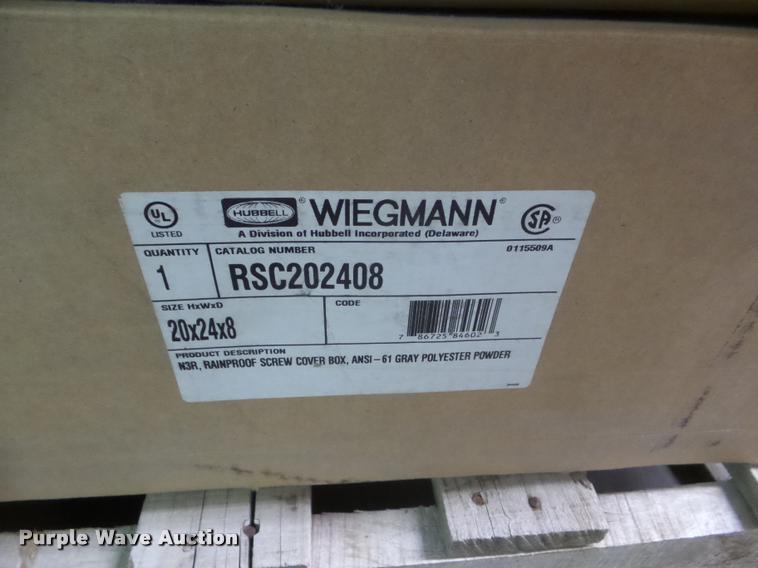 UL
LISTED
HUBBELL® WIEGMANN®
A Division of Hubbell Incorporated (Delaware)
SA ®
0115509A
QUANTITY
1
CATALOG NUMBER
RSC202408
SIZE HxWxD
20x24x8
CODE
7 86725 84602 3
PRODUCT DESCRIPTION
N3R, RAINPROOF SCREW COVER BOX, ANSI-61 GRAY POLYESTER POWDER
Purple Wave Auction